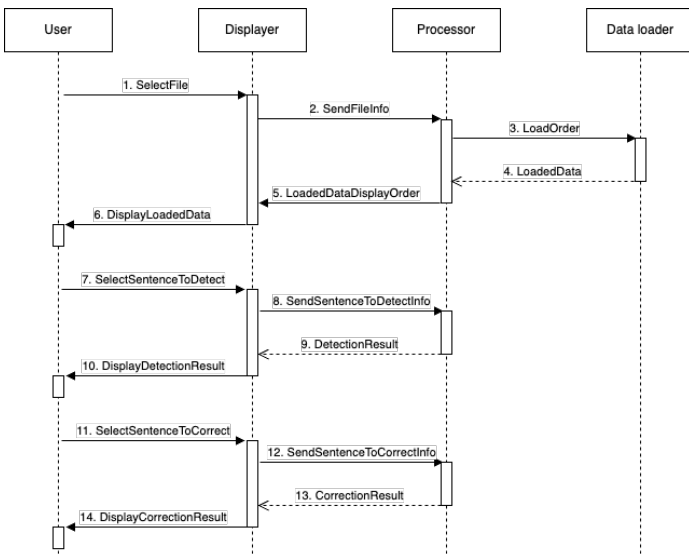 User
Displayer
Processor
Data loader
1. SelectFile
2. SendFileInfo
3. LoadOrder
4. LoadedData
5. LoadedDataDisplayOrder
6. DisplayLoadedData
7. SelectSentenceToDetect
8. SendSentenceToDetectInfo
9. DetectionResult
10. DisplayDetectionResult
11. SelectSentenceToCorrect
12. SendSentenceToCorrectInfo
13. CorrectionResult
14. DisplayCorrectionResult